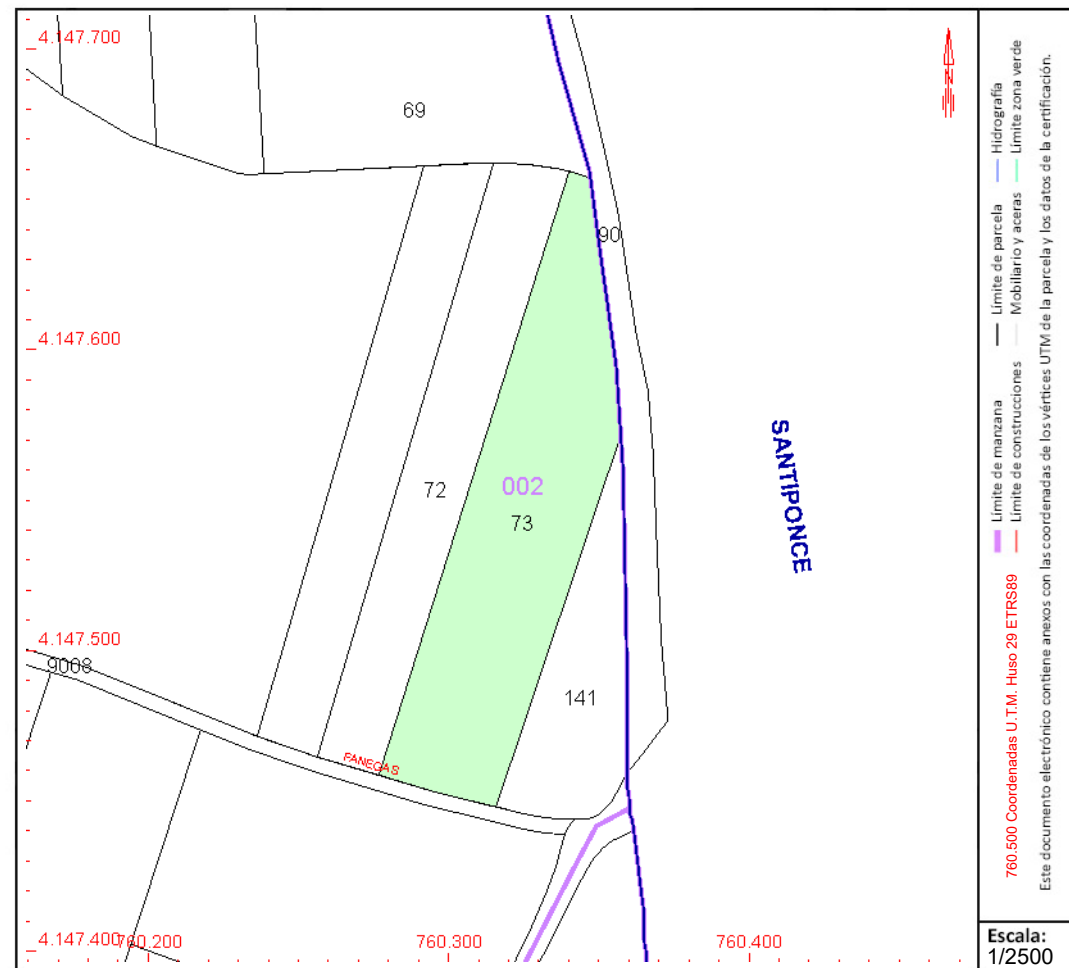 4.147.700
69
90
4.147.600
72
002
73
SANTIPONCE
4.147.500
9008
141
FANEGAS
4.147.400
760.200
760.300
760.400
N
760.500 Coordenadas U.T.M. Huso 29 ETRS89
Límite de manzana
Límite de parcela
Hidrografía
Límite de construcciones
Mobiliario y aceras
Límite zona verde
Este documento electrónico contiene anexos con las coordenadas de los vértices UTM de la parcela y los datos de la certificación.
Escala:
1/2500